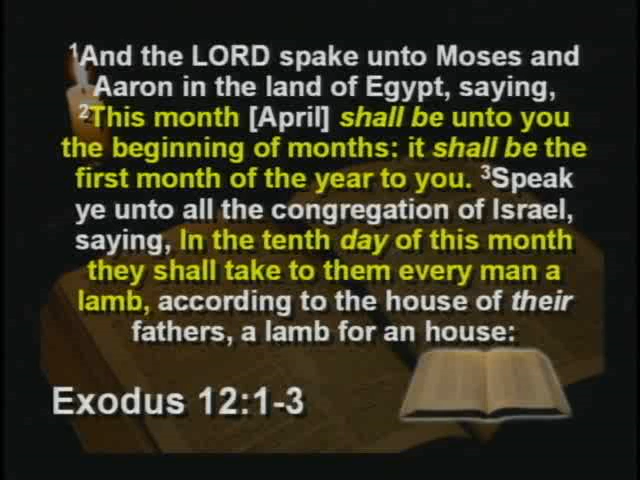 ¹And the LORD spake unto Moses and
Aaron in the land of Egypt, saying,
²This month [April] shall be unto you
the beginning of months: it shall be the
first month of the year to you. ³Speak
ye unto all the congregation of Israel,
saying, In the tenth day of this month
they shall take to them every man a
lamb, according to the house of their
fathers, a lamb for an house:
Exodus 12:1-3